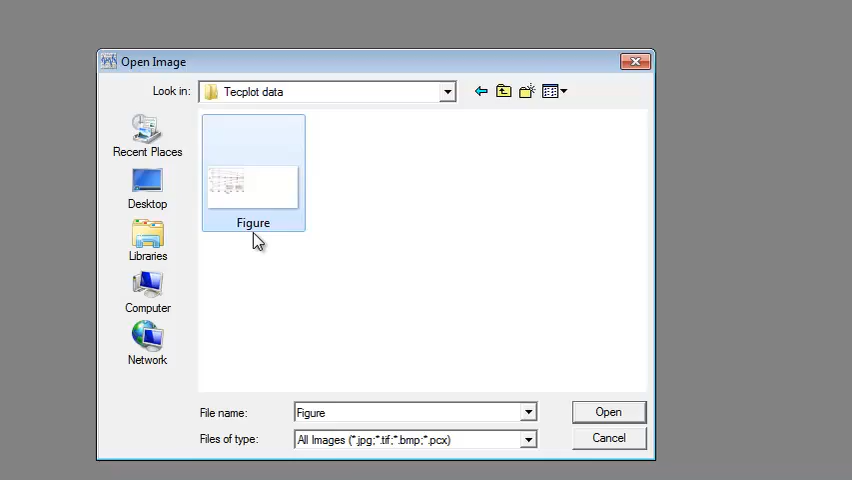 Open Image
Look in:
Tecplot data
Recent Places
Desktop
Libraries
Computer
Network
Figure
File name:
Figure
Open
Files of type:
All Images (*.jpg;*.tif;*.bmp;*.pcx)
Cancel